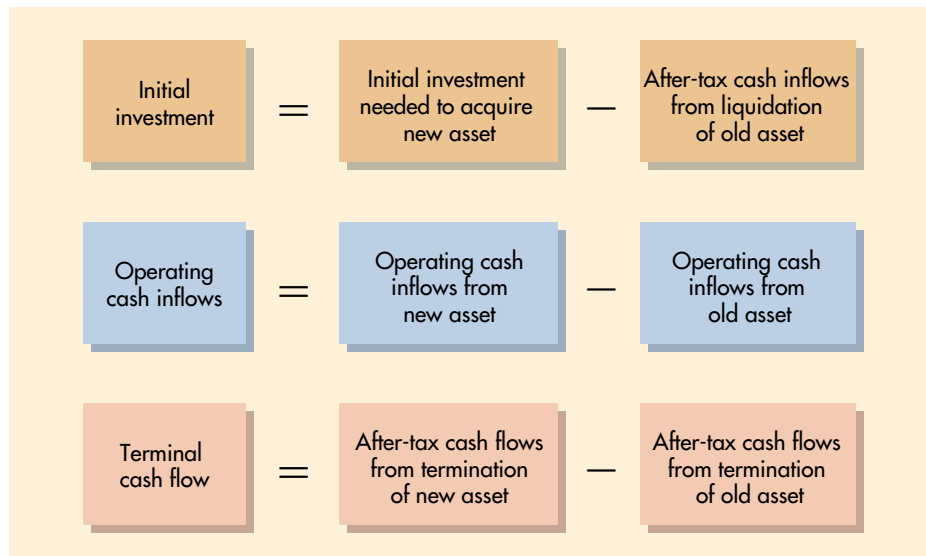 Initial
investment
=
Initial investment
needed to acquire
new asset
−
After-tax cash inflows
from liquidation
of old asset
Operating
cash inflows
=
Operating cash
inflows from
new asset
−
Operating cash
inflows from
old asset
Terminal
cash flow
=
After-tax cash flows
from termination
of new asset
−
After-tax cash flows
from termination
of old asset